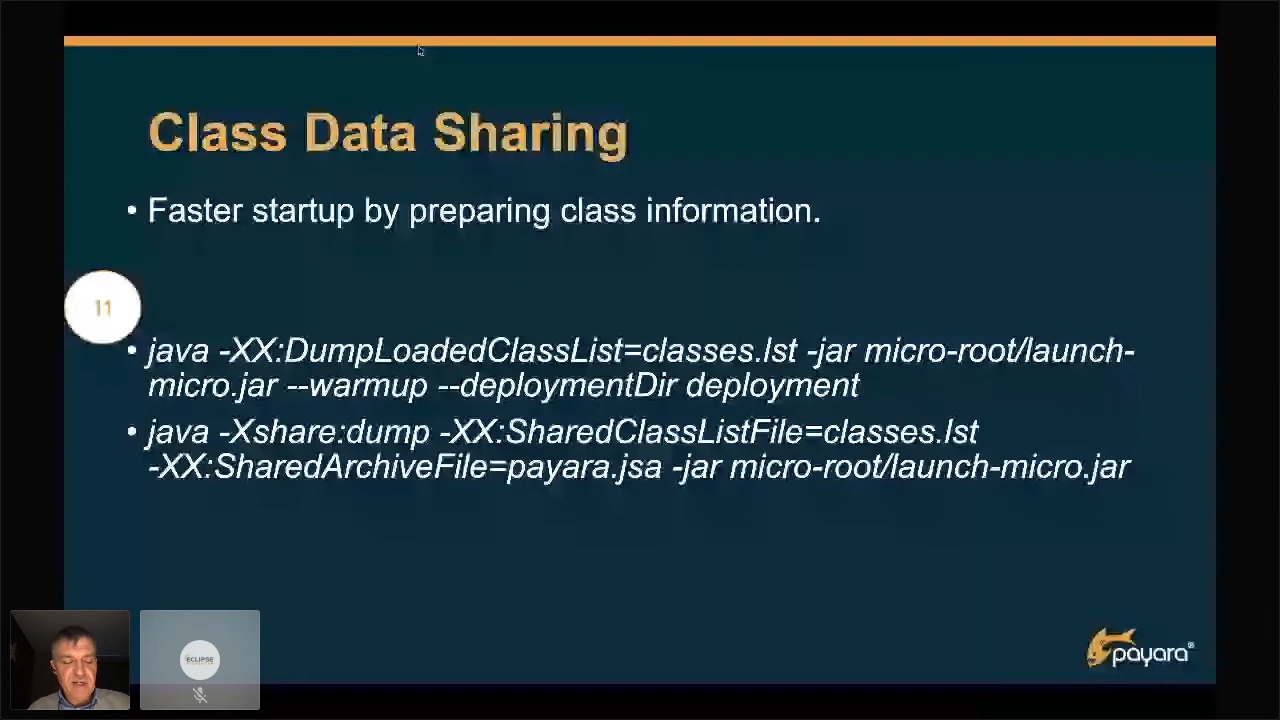 Class Data Sharing
• Faster startup by preparing class information.
11
• java -XX:DumpLoadedClassList=classes.lst -jar micro-root/launch-
micro.jar --warmup --deploymentDir deployment
• java -Xshare:dump -XX:SharedClassListFile=classes.lst
-XX:SharedArchiveFile=payara.jsa -jar micro-root/launch-micro.jar
ECLIPSE
payara®